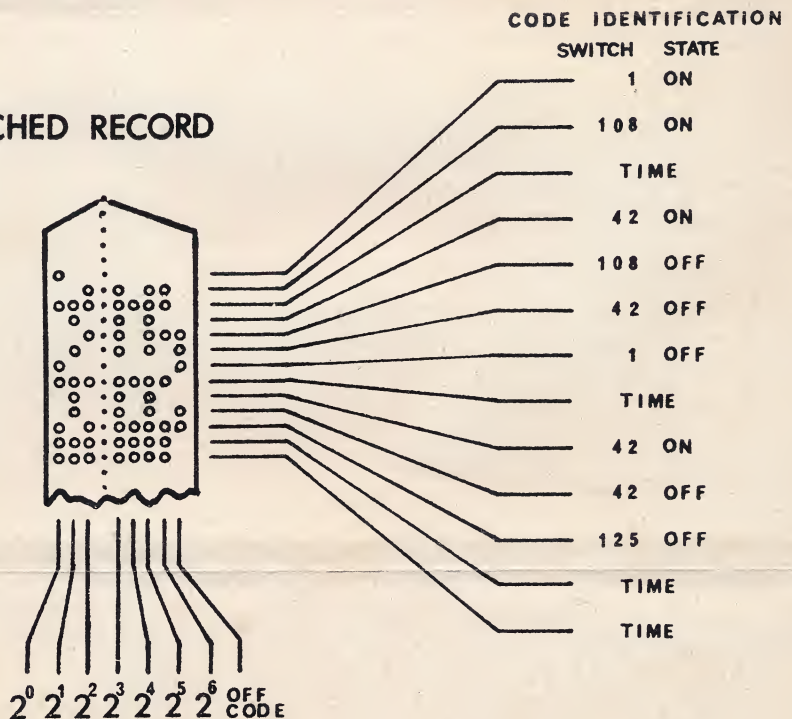 CODE IDENTIFICATION
SWITCH STATE
1 ON
CHED RECORD
108 ON
TIME
42 ON
108 OFF
42 OFF
1 OFF
TIME
42 ON
42 OFF
125 OFF
TIME
TIME
2⁰ 2¹ 2² 2³ 2⁴ 2⁵ 2⁶ OFF CODE